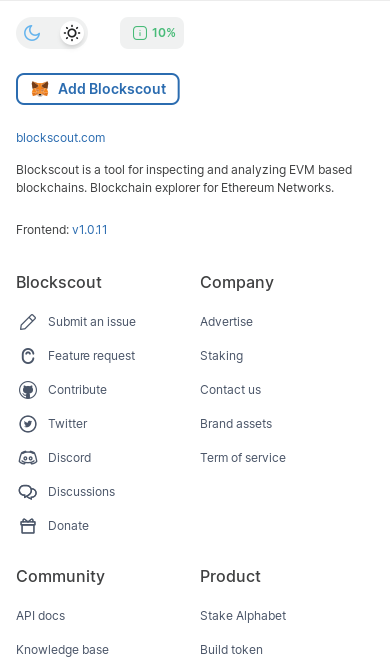 10%
Add Blockscout
blockscout.com
Blockscout is a tool for inspecting and analyzing EVM based
blockchains. Blockchain explorer for Ethereum Networks.
Frontend: v1.0.11
Blockscout
Submit an issue
Feature request
Contribute
Twitter
Discord
Discussions
Donate
Company
Advertise
Staking
Contact us
Brand assets
Term of service
Community
API docs
Knowledge base
Product
Stake Alphabet
Build token